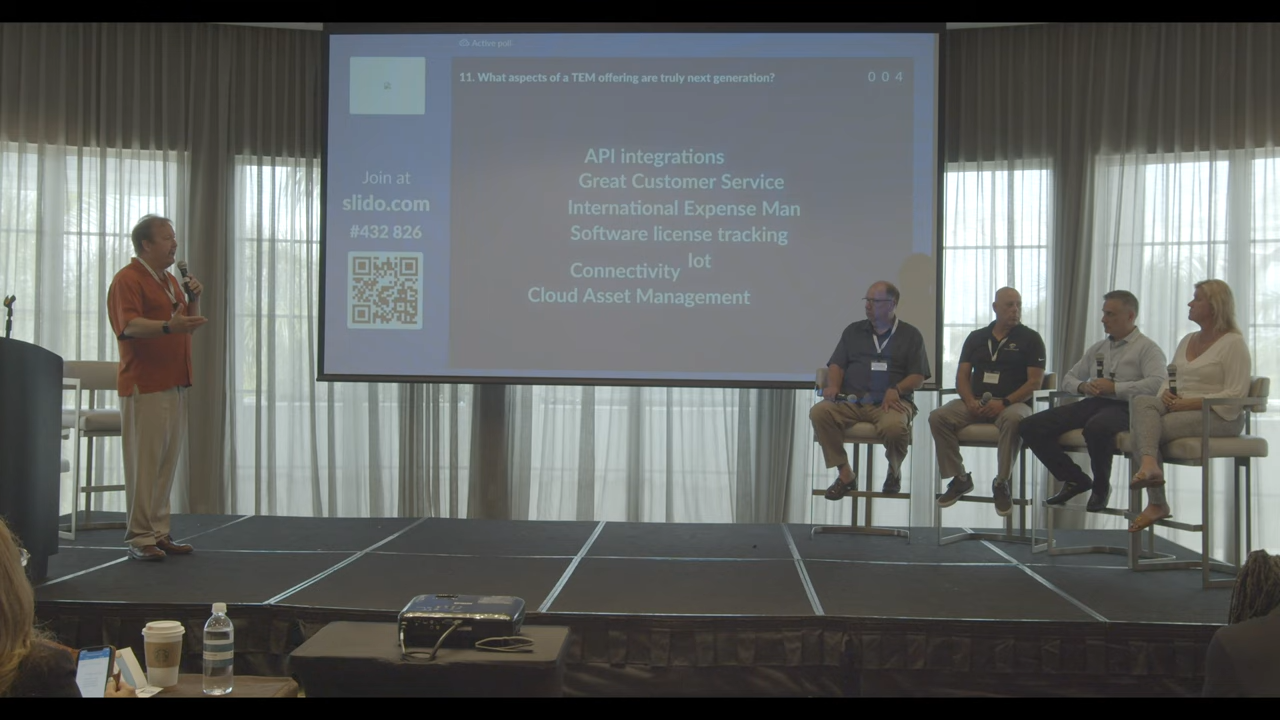 Active poll
11. What aspects of a TEM offering are truly next generation?
0 0 4
Join at
slido.com
#432 826
API integrations
Great Customer Service
International Expense Man
Software license tracking
Iot
Connectivity
Cloud Asset Management